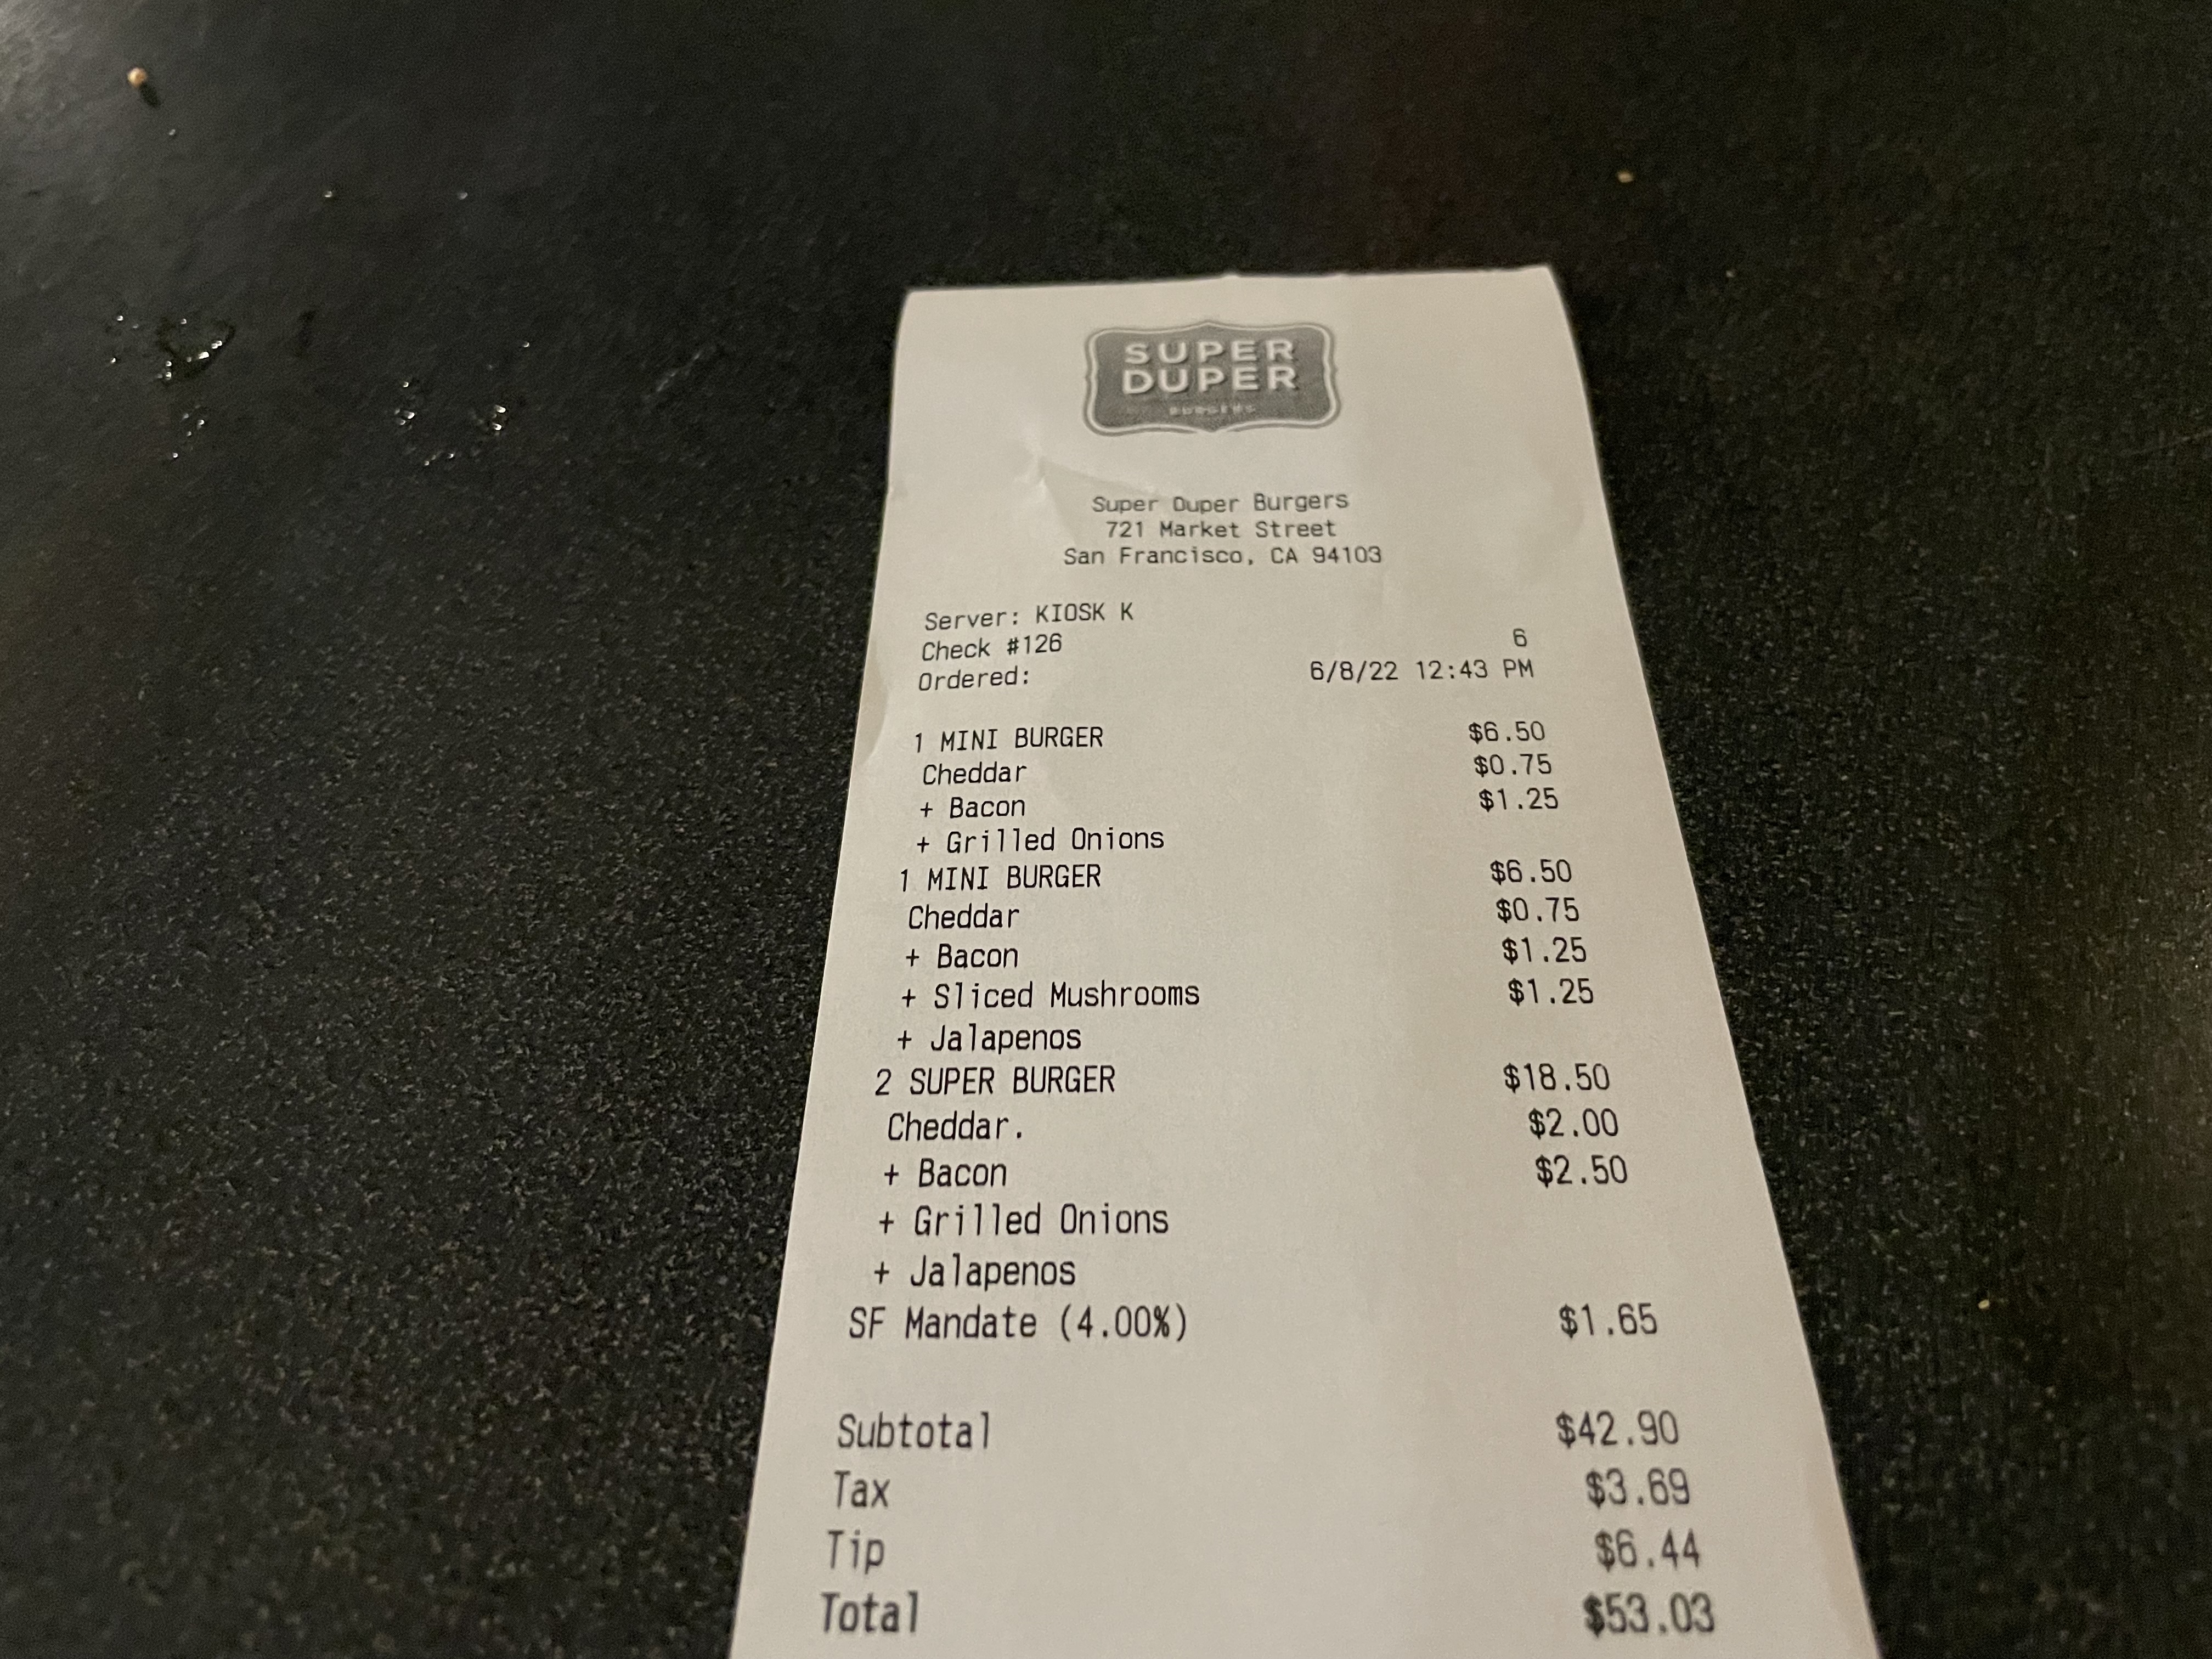 SUPER
DUPER
BURGERS
Super Duper Burgers
721 Market Street
San Francisco, CA 94103
Server: KIOSK K
Check #126 6
Ordered: 6/8/22 12:43 PM
1 MINI BURGER $6.50
Cheddar $0.75
+ Bacon $1.25
+ Grilled Onions
1 MINI BURGER $6.50
Cheddar $0.75
+ Bacon $1.25
+ Sliced Mushrooms $1.25
+ Jalapenos
2 SUPER BURGER $18.50
Cheddar. $2.00
+ Bacon $2.50
+ Grilled Onions
+ Jalapenos
SF Mandate (4.00%) $1.65
Subtotal $42.90
Tax $3.69
Tip $6.44
Total $53.03